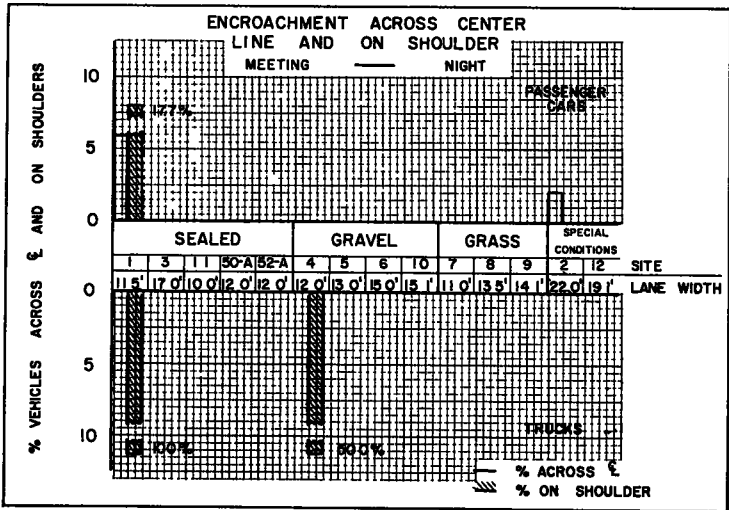 ENCROACHMENT ACROSS CENTER
LINE AND ON SHOULDER
MEETING — NIGHT
% VEHICLES ACROSS ℄ AND ON SHOULDERS
10
5
0
17.7%
PASSENGER
CARS
SEALED GRAVEL GRASS SPECIAL
CONDITIONS
1 3 11 50-A 52-A 4 5 6 10 7 8 9 2 12 SITE
11 5' 17 0' 10 0' 12 0' 12 0' 12 0' 13 0' 15 0' 15 1' 11 0' 13 5' 14 1' 22 0' 19 1' LANE WIDTH
0
5
10
100%
50.0%
TRUCKS
% ACROSS ℄
% ON SHOULDER